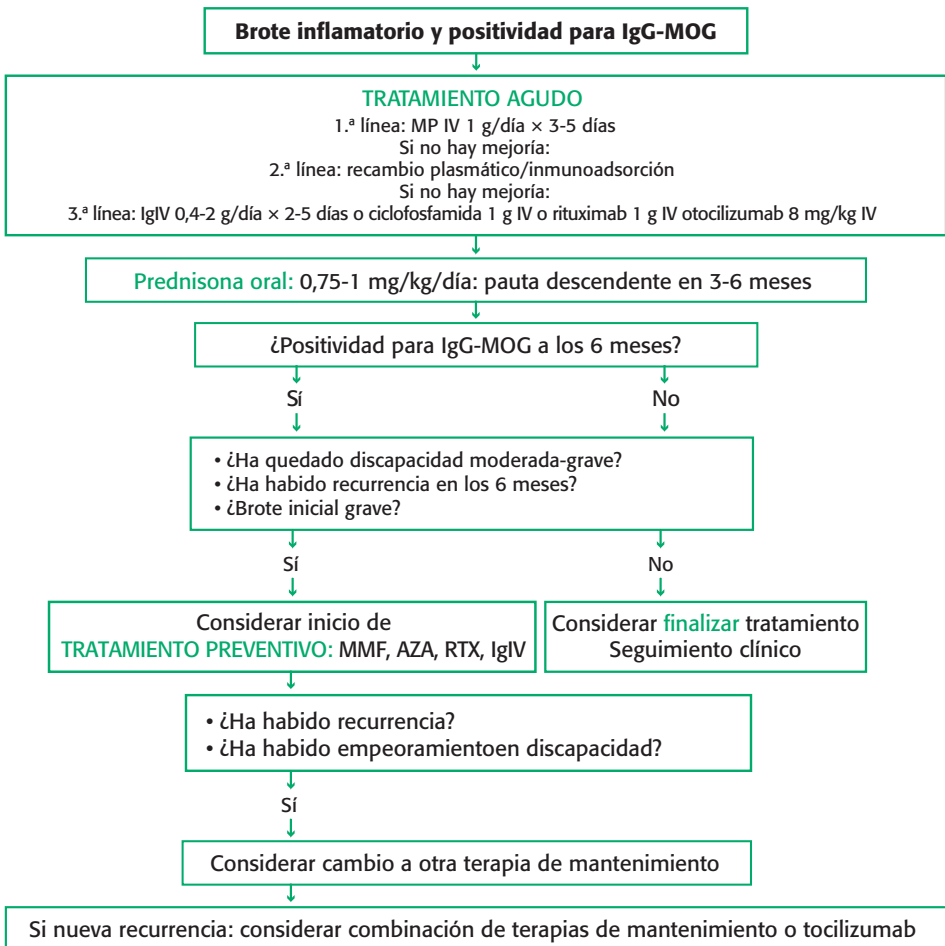 Brote inflamatorio y positividad para IgG-MOG
TRATAMIENTO AGUDO
1.ª línea: MP IV 1 g/día × 3-5 días
Si no hay mejoría:
2.ª línea: recambio plasmático/inmunoadsorción
Si no hay mejoría:
3.ª línea: IgIV 0,4-2 g/día × 2-5 días o ciclofosfamida 1 g IV o rituximab 1 g IV otocilizumab 8 mg/kg IV
Prednisona oral: 0,75-1 mg/kg/día: pauta descendente en 3-6 meses
¿Positividad para IgG-MOG a los 6 meses?
Sí
No
• ¿Ha quedado discapacidad moderada-grave?
• ¿Ha habido recurrencia en los 6 meses?
• ¿Brote inicial grave?
Sí
No
Considerar inicio de
TRATAMIENTO PREVENTIVO: MMF, AZA, RTX, IgIV
Considerar finalizar tratamiento
Seguimiento clínico
• ¿Ha habido recurrencia?
• ¿Ha habido empeoramientoen discapacidad?
Sí
Considerar cambio a otra terapia de mantenimiento
Si nueva recurrencia: considerar combinación de terapias de mantenimiento o tocilizumab